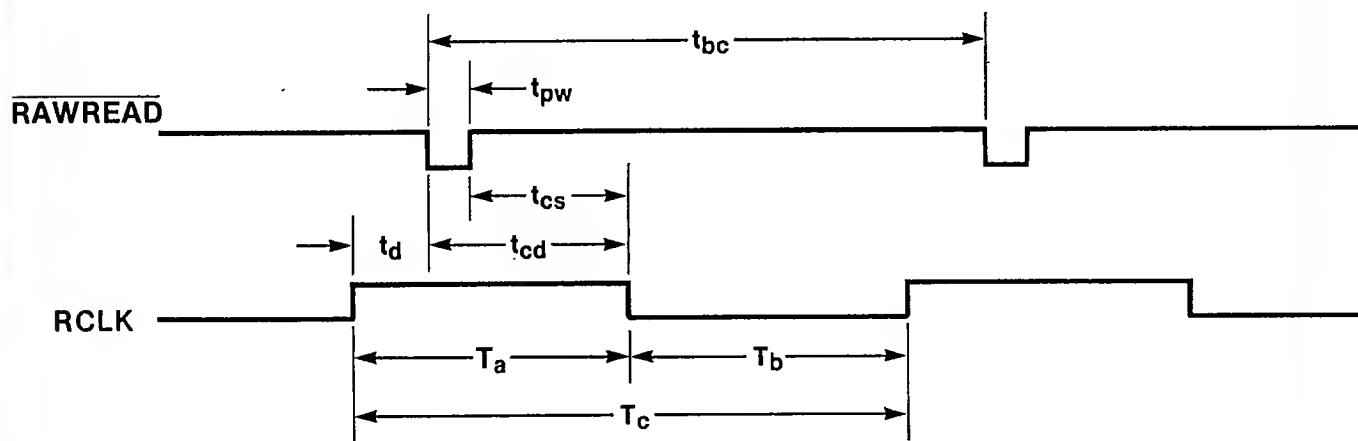 t_bc
t_pw
RAWREAD
t_cs
t_d
t_cd
RCLK
T_a
T_b
T_c